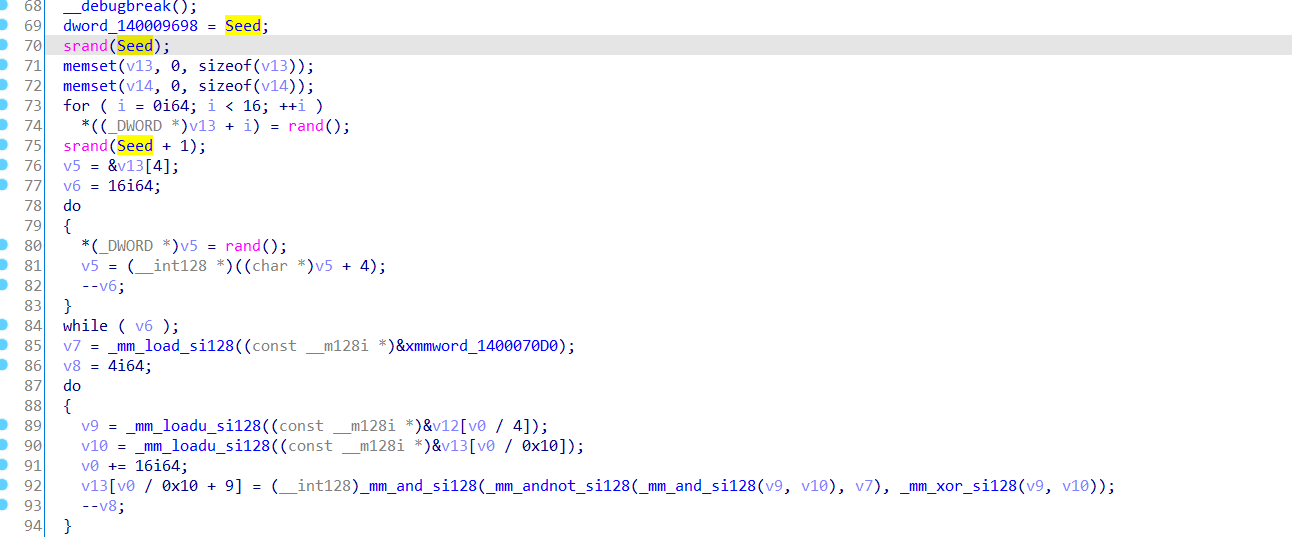 68 __debugbreak();
69 dword_140009698 = Seed;
70 srand(Seed);
71 memset(v13, 0, sizeof(v13));
72 memset(v14, 0, sizeof(v14));
73 for ( i = 0i64; i < 16; ++i )
74 *((_DWORD *)v13 + i) = rand();
75 srand(Seed + 1);
76 v5 = &v13[4];
77 v6 = 16i64;
78 do
79 {
80 *(_DWORD *)v5 = rand();
81 v5 = (__int128 *)((char *)v5 + 4);
82 --v6;
83 }
84 while ( v6 );
85 v7 = _mm_load_si128((const __m128i *)&xmmword_1400070D0);
86 v8 = 4i64;
87 do
88 {
89 v9 = _mm_loadu_si128((const __m128i *)&v12[v0 / 4]);
90 v10 = _mm_loadu_si128((const __m128i *)&v13[v0 / 0x10]);
91 v0 += 16i64;
92 v13[v0 / 0x10 + 9] = (__int128)_mm_and_si128(_mm_andnot_si128(_mm_and_si128(v9, v10), v7), _mm_xor_si128(v9, v10));
93 --v8;
94 }